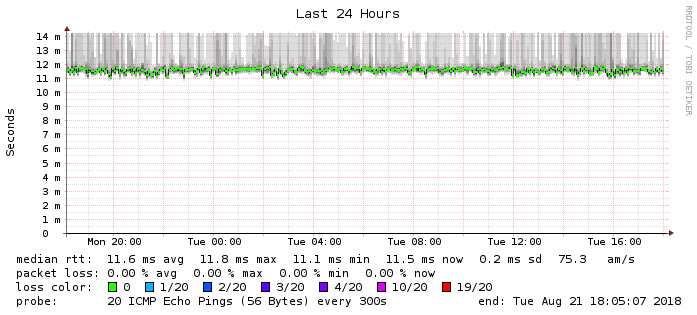 Last 24 Hours
RRDTOOL / TOBI OETIKER
Seconds
14 m
13 m
12 m
11 m
10 m
9 m
8 m
7 m
6 m
5 m
4 m
3 m
2 m
1 m
0
Mon 20:00 Tue 00:00 Tue 04:00 Tue 08:00 Tue 12:00 Tue 16:00
median rtt: 11.6 ms avg 11.8 ms max 11.1 ms min 11.5 ms now 0.2 ms sd 75.3 am/s
packet loss: 0.00 % avg 0.00 % max 0.00 % min 0.00 % now
loss color: 0 1/20 2/20 3/20 4/20 10/20 19/20
probe: 20 ICMP Echo Pings (56 Bytes) every 300s end: Tue Aug 21 18:05:07 2018